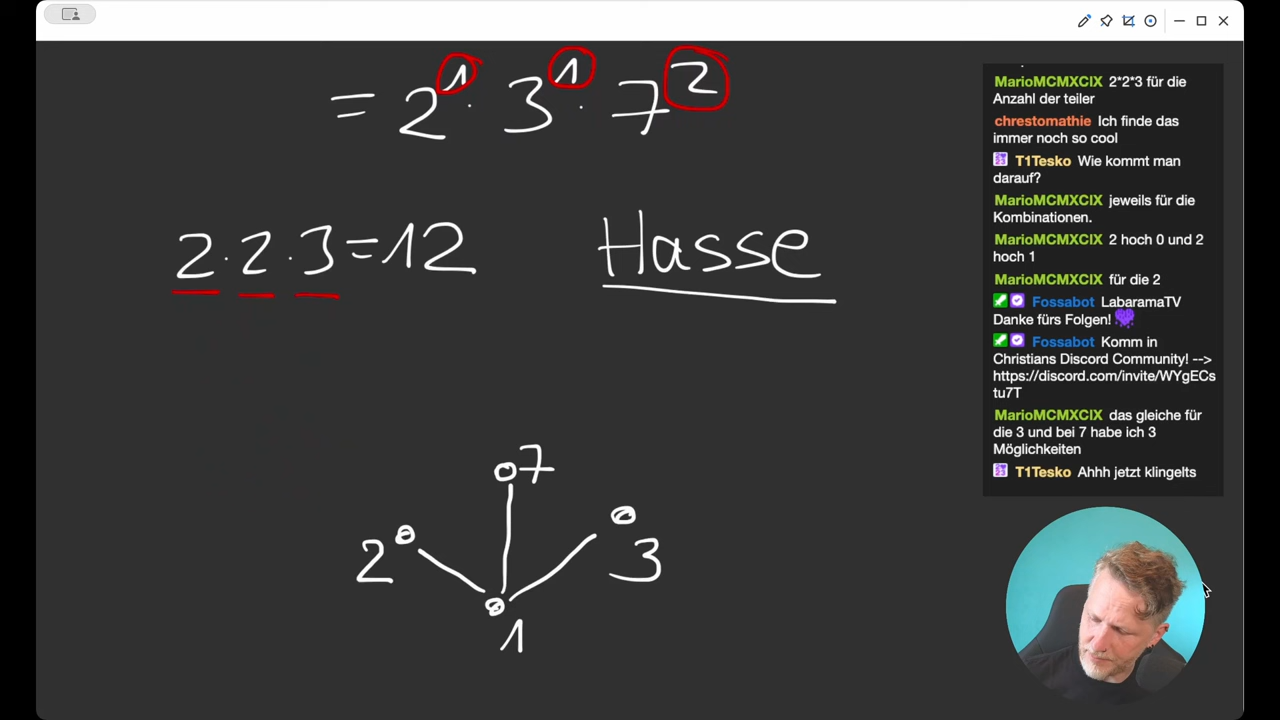 = 2^1 · 3^1 · 7^2
2 · 2 · 3 = 12
Hasse
7
2
3
1
MarioMCMXCIX 2*2*3 für die
Anzahl der teiler
chrestomathie Ich finde das
immer noch so cool
T1Tesko Wie kommt man
darauf?
MarioMCMXCIX jeweils für die
Kombinationen.
MarioMCMXCIX 2 hoch 0 und 2
hoch 1
MarioMCMXCIX für die 2
Fossabot LabaramaTV
Danke fürs Folgen!
Fossabot Komm in
Christians Discord Community! -->
https://discord.com/invite/WYgECs
tu7T
MarioMCMXCIX das gleiche für
die 3 und bei 7 habe ich 3
Möglichkeiten
T1Tesko Ahhh jetzt klingelts